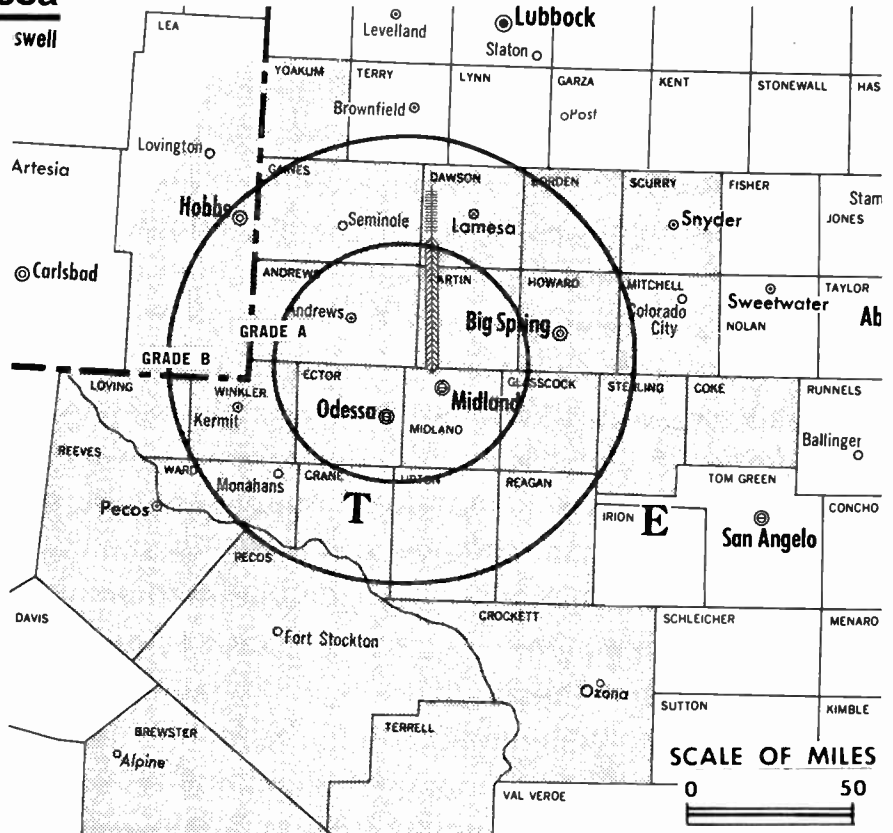 swell
LEA
Levelland
Lubbock
Slaton
YOAKUM
TERRY
LYNN
GARZA
KENT
STONEWALL
HAS
Brownfield
Post
Lovington
Artesia
GAINES
DAWSON
BORDEN
SCURRY
FISHER
Stam
JONES
Hobbs
Seminole
Lamesa
Snyder
Carlsbad
ANDREWS
ARTIN
HOWARD
MITCHELL
Sweetwater
TAYLOR
Andrews
Big Spring
Colorado
City
NOLAN
Ab
GRADE A
GRADE B
LOVING
WINKLER
ECTOR
GLASSCOCK
STERLING
COKE
RUNNELS
Kermit
Odessa
Midland
MIDLAND
Ballinger
REEVES
WARD
Monahans
CRANE
UPTON
REAGAN
TOM GREEN
Pecos
T
IRION
E
San Angelo
CONCHO
PECOS
DAVIS
Fort Stockton
CROCKETT
SCHLEICHER
MENARD
Ozona
SUTTON
KIMBLE
BREWSTER
Alpine
TERRELL
VAL VERDE
SCALE OF MILES
0 50